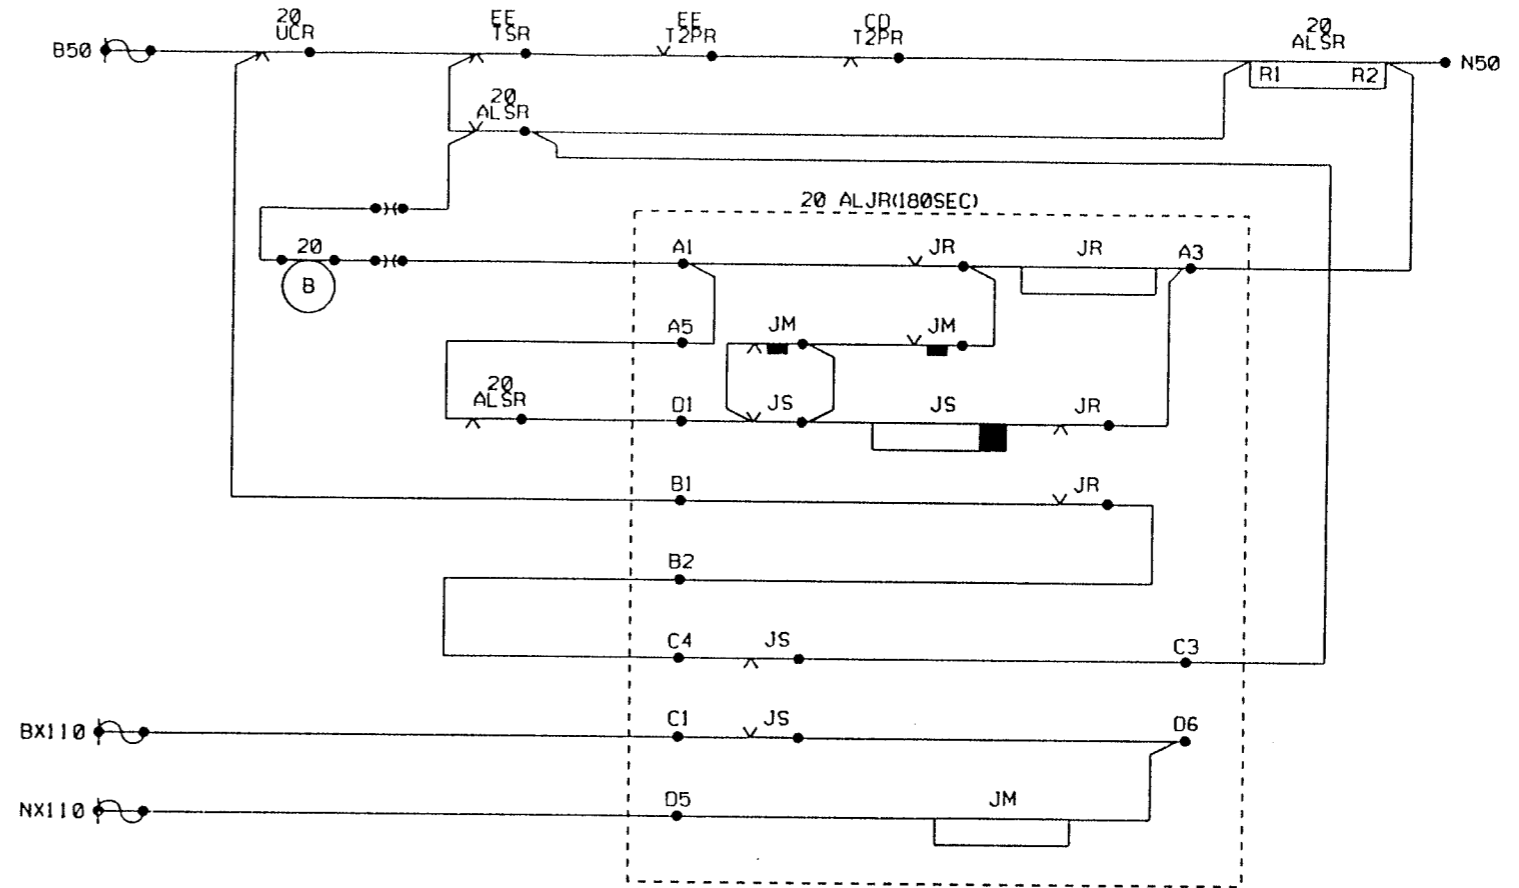 20 EE EE CD 20
UCR TSR T2PR T2PR ALSR
B50 N50
R1 R2
20
ALSR
20 ALJR(180SEC)
20 A1 JR JR A3
B
A5 JM JM
20
ALSR D1 JS JS JR
B1 JR
B2
C4 JS C3
BX110 C1 JS D6
NX110 D5 JM